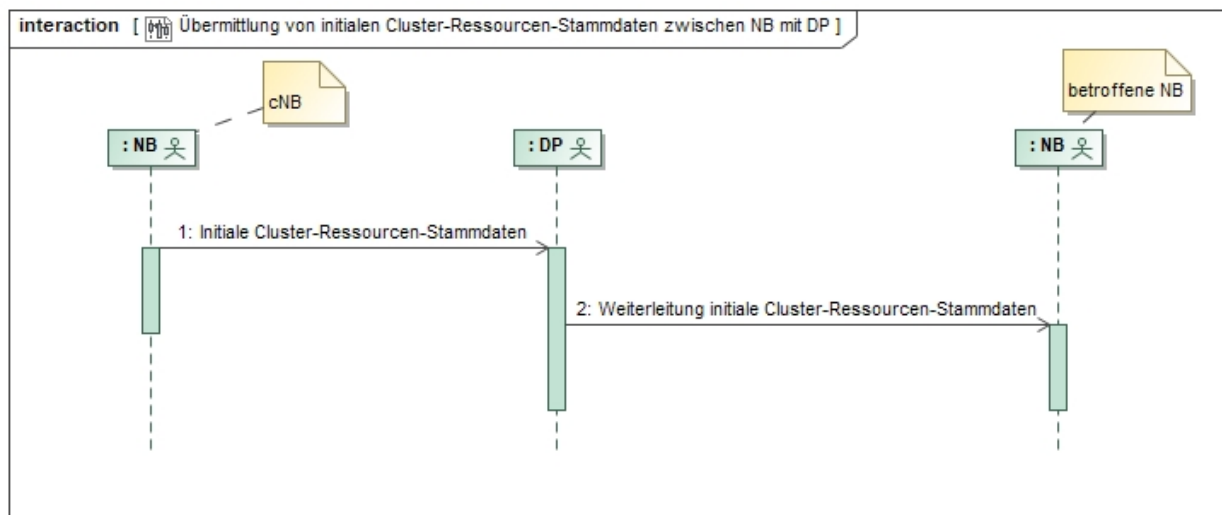 interaction [ Übermittlung von initialen Cluster-Ressourcen-Stammdaten zwischen NB mit DP ]
cNB
betroffene NB
: NB
: DP
: NB
1: Initiale Cluster-Ressourcen-Stammdaten
2: Weiterleitung initiale Cluster-Ressourcen-Stammdaten